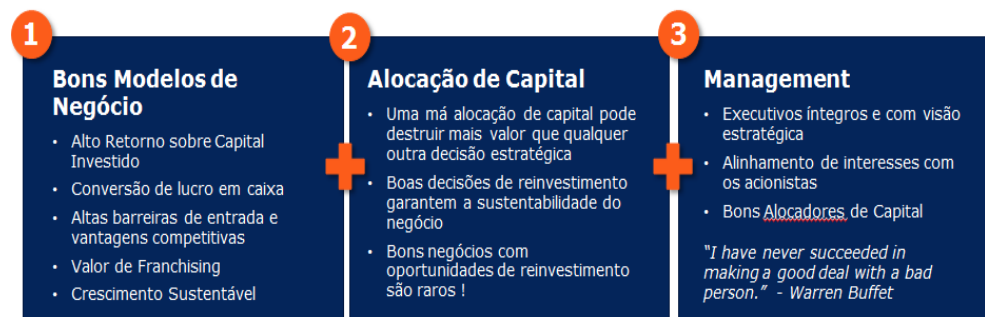 1
Bons Modelos de
Negócio
• Alto Retorno sobre Capital
Investido
• Conversão de lucro em caixa
• Altas barreiras de entrada e
vantagens competitivas
• Valor de Franchising
• Crescimento Sustentável
2
Alocação de Capital
• Uma má alocação de capital pode
destruir mais valor que qualquer
outra decisão estratégica
• Boas decisões de reinvestimento
garantem a sustentabilidade do
negócio
• Bons negócios com
oportunidades de reinvestimento
são raros !
3
Management
• Executivos íntegros e com visão
estratégica
• Alinhamento de interesses com
os acionistas
• Bons Alocadores de Capital
"I have never succeeded in
making a good deal with a bad
person." - Warren Buffet